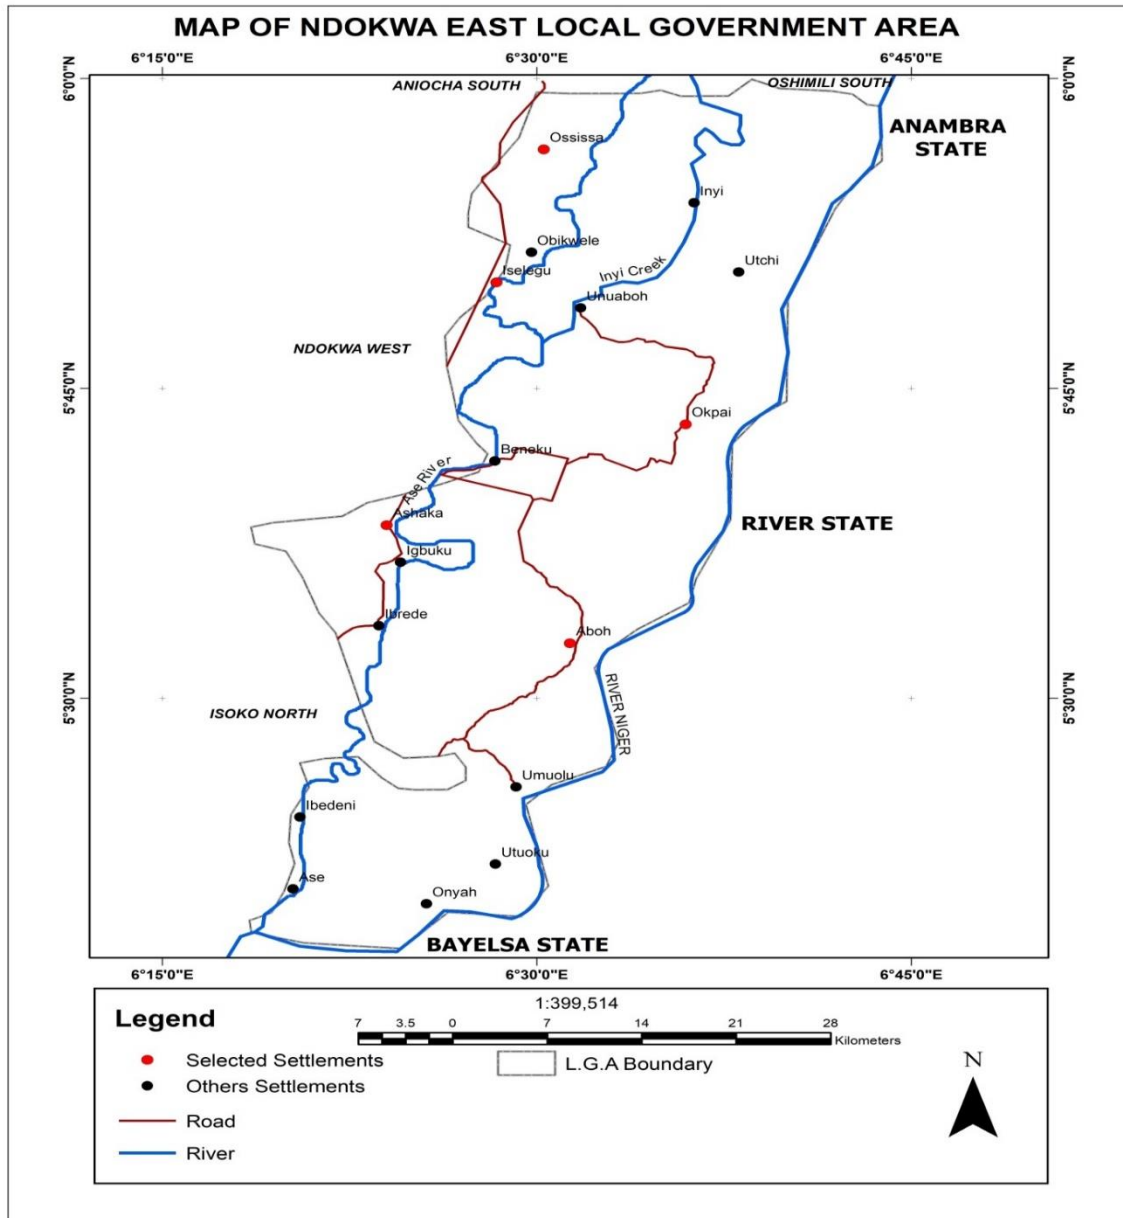 MAP OF NDOKWA EAST LOCAL GOVERNMENT AREA
6°15'0"E
6°30'0"E
6°45'0"E
6°0'0"N
6°0'0"N
ANIOCHA SOUTH
OSHIMILI SOUTH
ANAMBRA
STATE
Ossissa
Inyi
Obikwele
Utchi
Iselegu
Inyi Creek
Unuaboh
NDOKWA WEST
5°45'0"N
5°45'0"N
Okpai
Beneku
Ase River
Ashaka
RIVER STATE
Igbuku
Ibrede
Aboh
5°30'0"N
5°30'0"N
ISOKO NORTH
RIVER NIGER
Umuolu
Ibedeni
Utuoku
Ase
Onyah
BAYELSA STATE
6°15'0"E
6°30'0"E
6°45'0"E
Legend
1:399,514
7 3.5 0 7 14 21 28
Kilometers
Selected Settlements
L.G.A Boundary
Others Settlements
Road
River
N